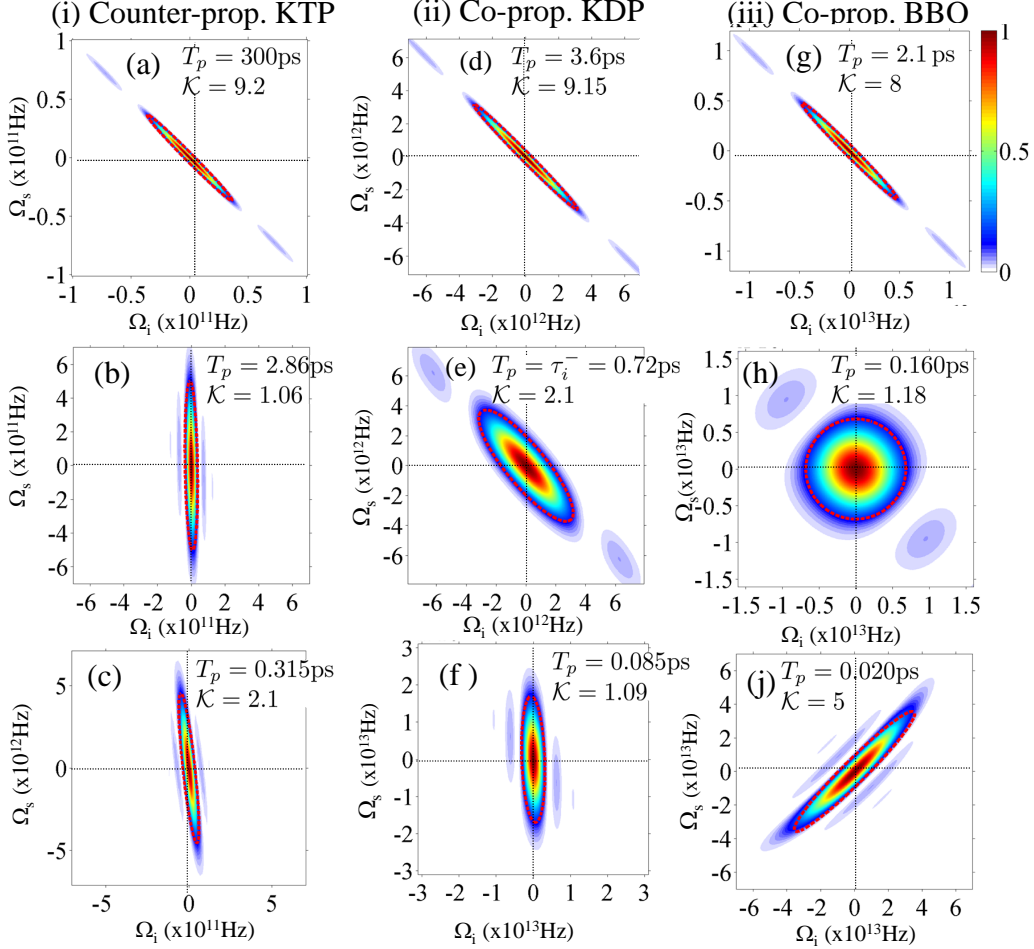 (i) Counter-prop. KTP
(ii) Co-prop. KDP
(iii) Co-prop. BBO
(a)
T_p = 300ps
K = 9.2
Ω_s (x10^11Hz)
1
0.5
0
-0.5
-1
-1 -0.5 0 0.5 1
Ω_i (x10^11Hz)
(d)
T_p = 3.6ps
K = 9.15
Ω_s (x10^12Hz)
6
4
2
0
-2
-4
-6
-6 -4 -2 0 2 4 6
Ω_i (x10^12Hz)
(g)
T_p = 2.1 ps
K = 8
Ω_s (x10^13Hz)
1
0.5
0
-0.5
-1
-1 -0.5 0 0.5 1
Ω_i (x10^13Hz)
1
0.5
0
(b)
T_p = 2.86ps
K = 1.06
Ω_s (x10^11Hz)
6
4
2
0
-2
-4
-6
-6 -4 -2 0 2 4 6
Ω_i (x10^11Hz)
(e)
T_p = τ_i^- = 0.72ps
K = 2.1
Ω_s (x10^12Hz)
6
4
2
0
-2
-4
-6
-6 -4 -2 0 2 4 6
Ω_i (x10^12Hz)
(h)
T_p = 0.160ps
K = 1.18
Ω_s(x10^13Hz)
1.5
1
0.5
0
-0.5
-1
-1.5
-1.5 -1 -0.5 0 0.5 1 1.5
Ω_i (x10^13Hz)
(c)
T_p = 0.315ps
K = 2.1
Ω_s (x10^12Hz)
5
0
-5
-5 0 5
Ω_i (x10^11Hz)
(f )
T_p = 0.085ps
K = 1.09
Ω_s (x10^13Hz)
3
2
1
0
-1
-2
-3
-3 -2 -1 0 1 2 3
Ω_i (x10^13Hz)
(j)
T_p = 0.020ps
K = 5
Ω_s (x10^13Hz)
6
4
2
0
-2
-4
-6
-6 -4 -2 0 2 4 6
Ω_i (x10^13Hz)